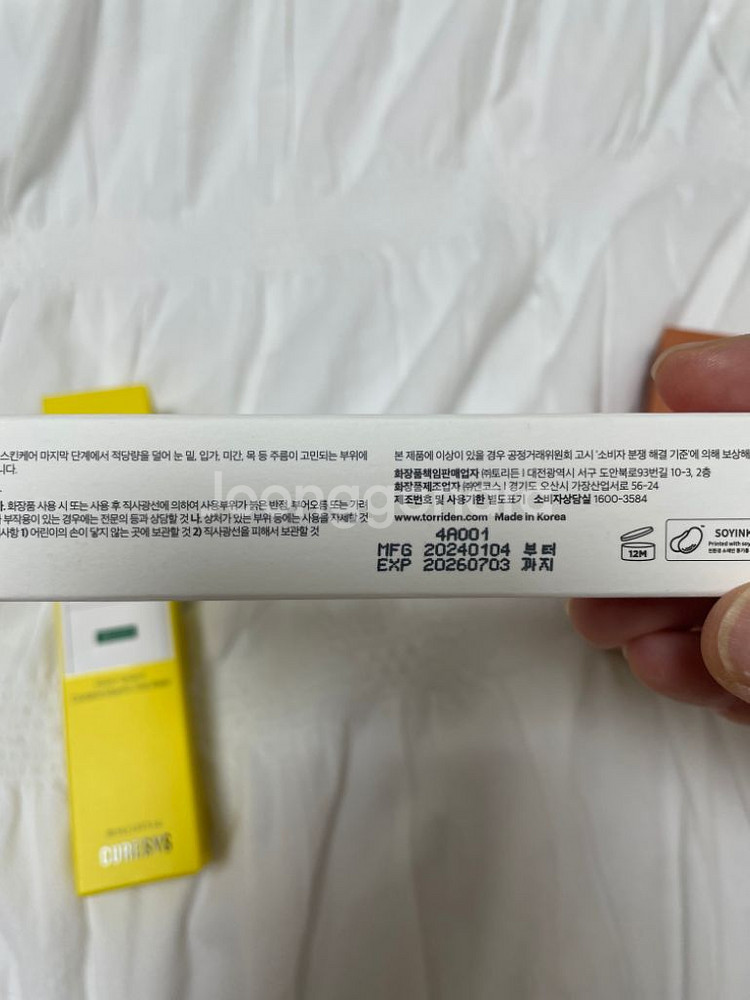 스킨케어 마지막 단계에서 적당량을 덜어 눈 밑, 입가, 미간, 목 등 주름이 고민되는 부위에
니다.
화장품 사용 시 또는 사용 후 직사광선에 의하여 사용부위가 붉은 반점, 부어오름 또는 가려
부작용이 있는 경우에는 전문의 등과 상담할 것 나. 상처가 있는 부위 등에는 사용을 자제할 것
사항 1) 어린이의 손이 닿지 않는 곳에 보관할 것 2) 직사광선을 피해서 보관할 것
본 제품에 이상이 있을 경우 공정거래위원회 고시 '소비자 분쟁 해결 기준'에 의해 보상해
화장품책임판매업자 ㈜토리든 | 대전광역시 서구 도안북로93번길 10-3, 2층
화장품제조업자 ㈜엔코스 | 경기도 오산시 가장산업서로 56-24
제조번호 및 사용기한 별도표기 소비자상담실 1600-3584
www.torriden.com Made in Korea
4A001
MFG 20240104 부터
EXP 20260703 까지
12M
SOYINK
Printed with soy